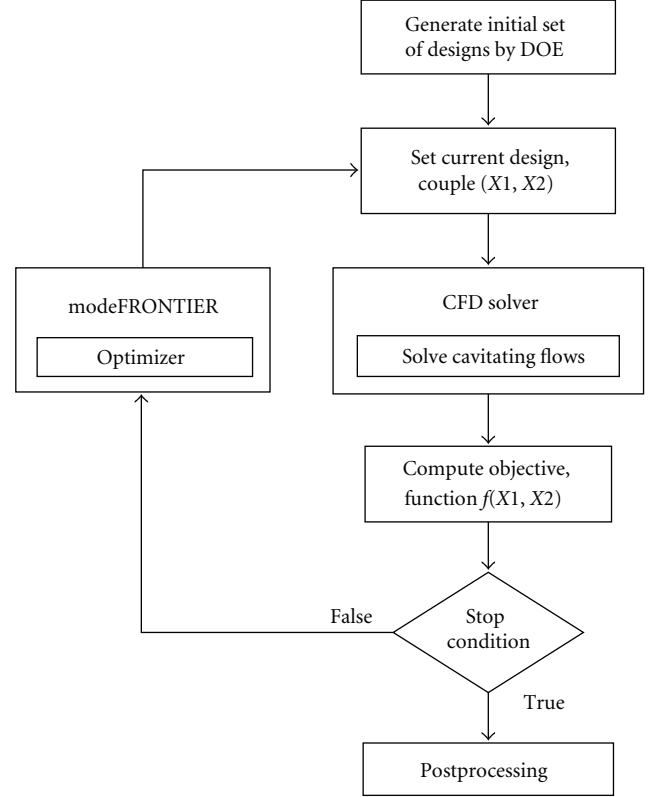 Generate initial set
of designs by DOE
Set current design,
couple (X1, X2)
modeFRONTIER
Optimizer
CFD solver
Solve cavitating flows
Compute objective,
function f(X1, X2)
False
Stop
condition
True
Postprocessing